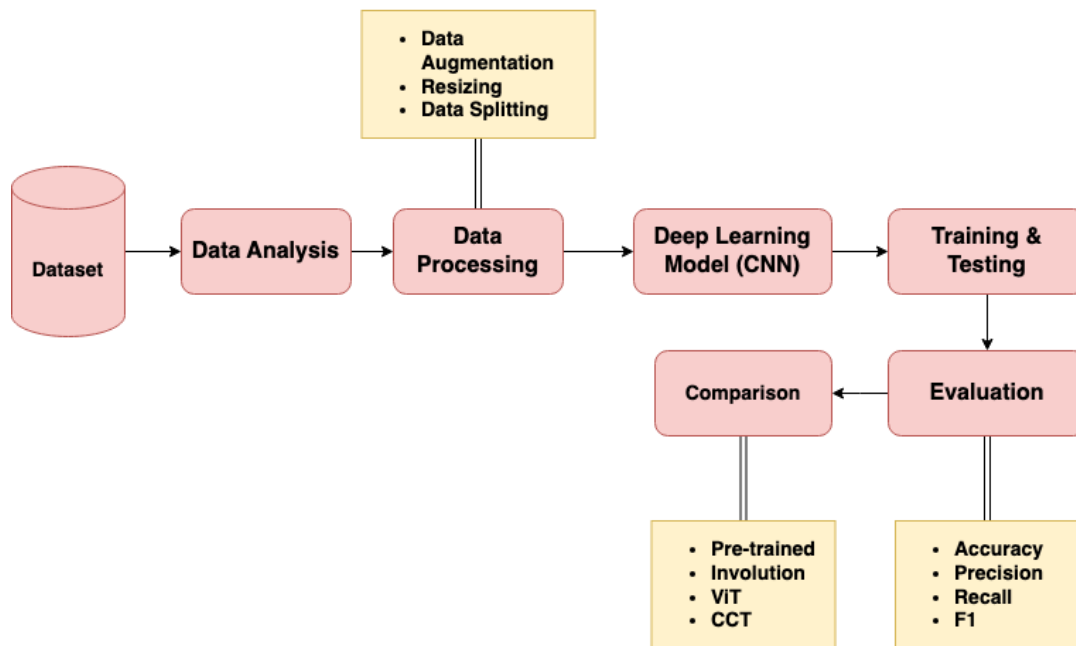 • Data
Augmentation
• Resizing
• Data Splitting
Dataset
Data Analysis
Data
Processing
Deep Learning
Model (CNN)
Training &
Testing
Comparison
Evaluation
• Pre-trained
• Involution
• ViT
• CCT
• Accuracy
• Precision
• Recall
• F1